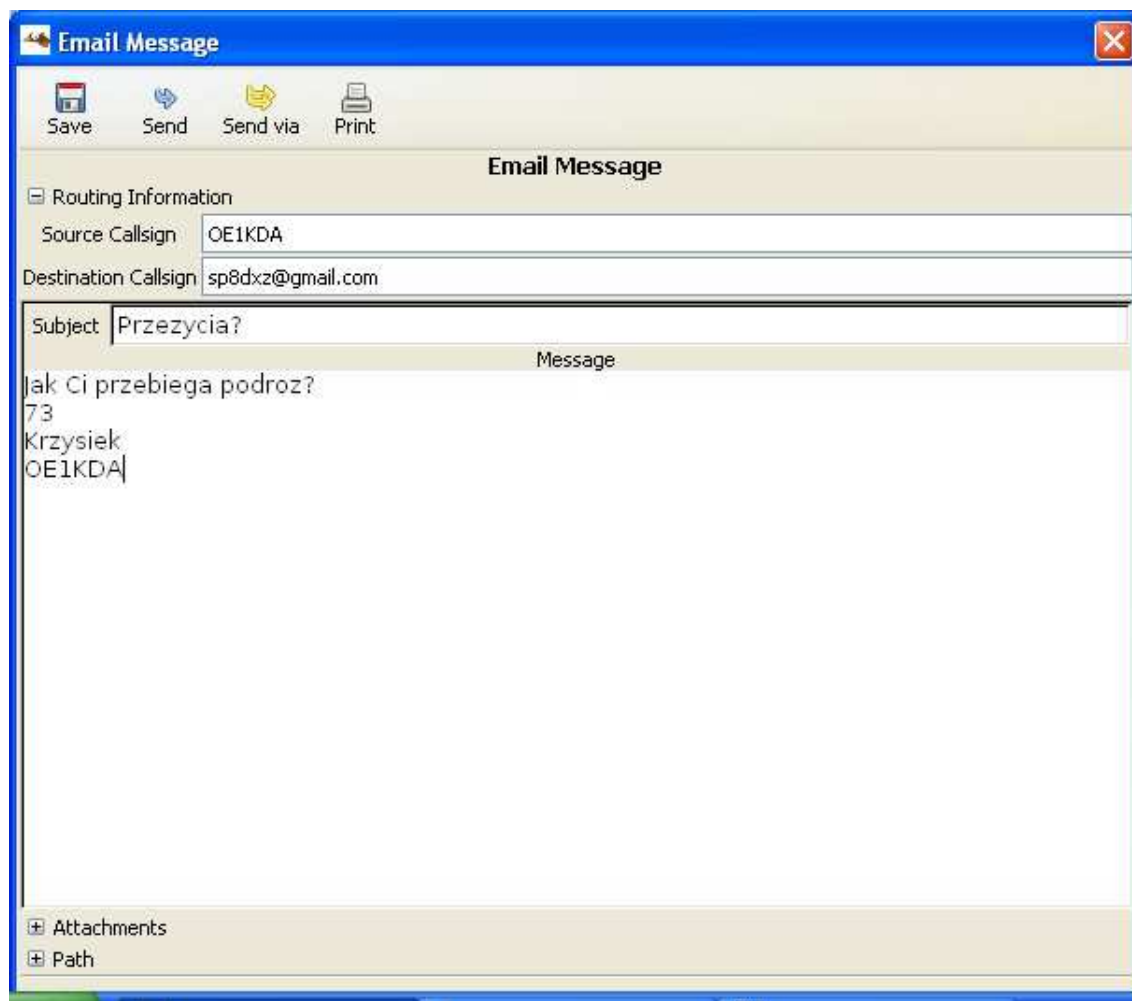 Email Message
Save Send Send via Print
Email Message
Routing Information
Source Callsign OE1KDA
Destination Callsign sp8dxz@gmail.com
Subject Przezycia?
Message
Jak Ci przebiega podroz?
73
Krzysiek
OE1KDA
Attachments
Path